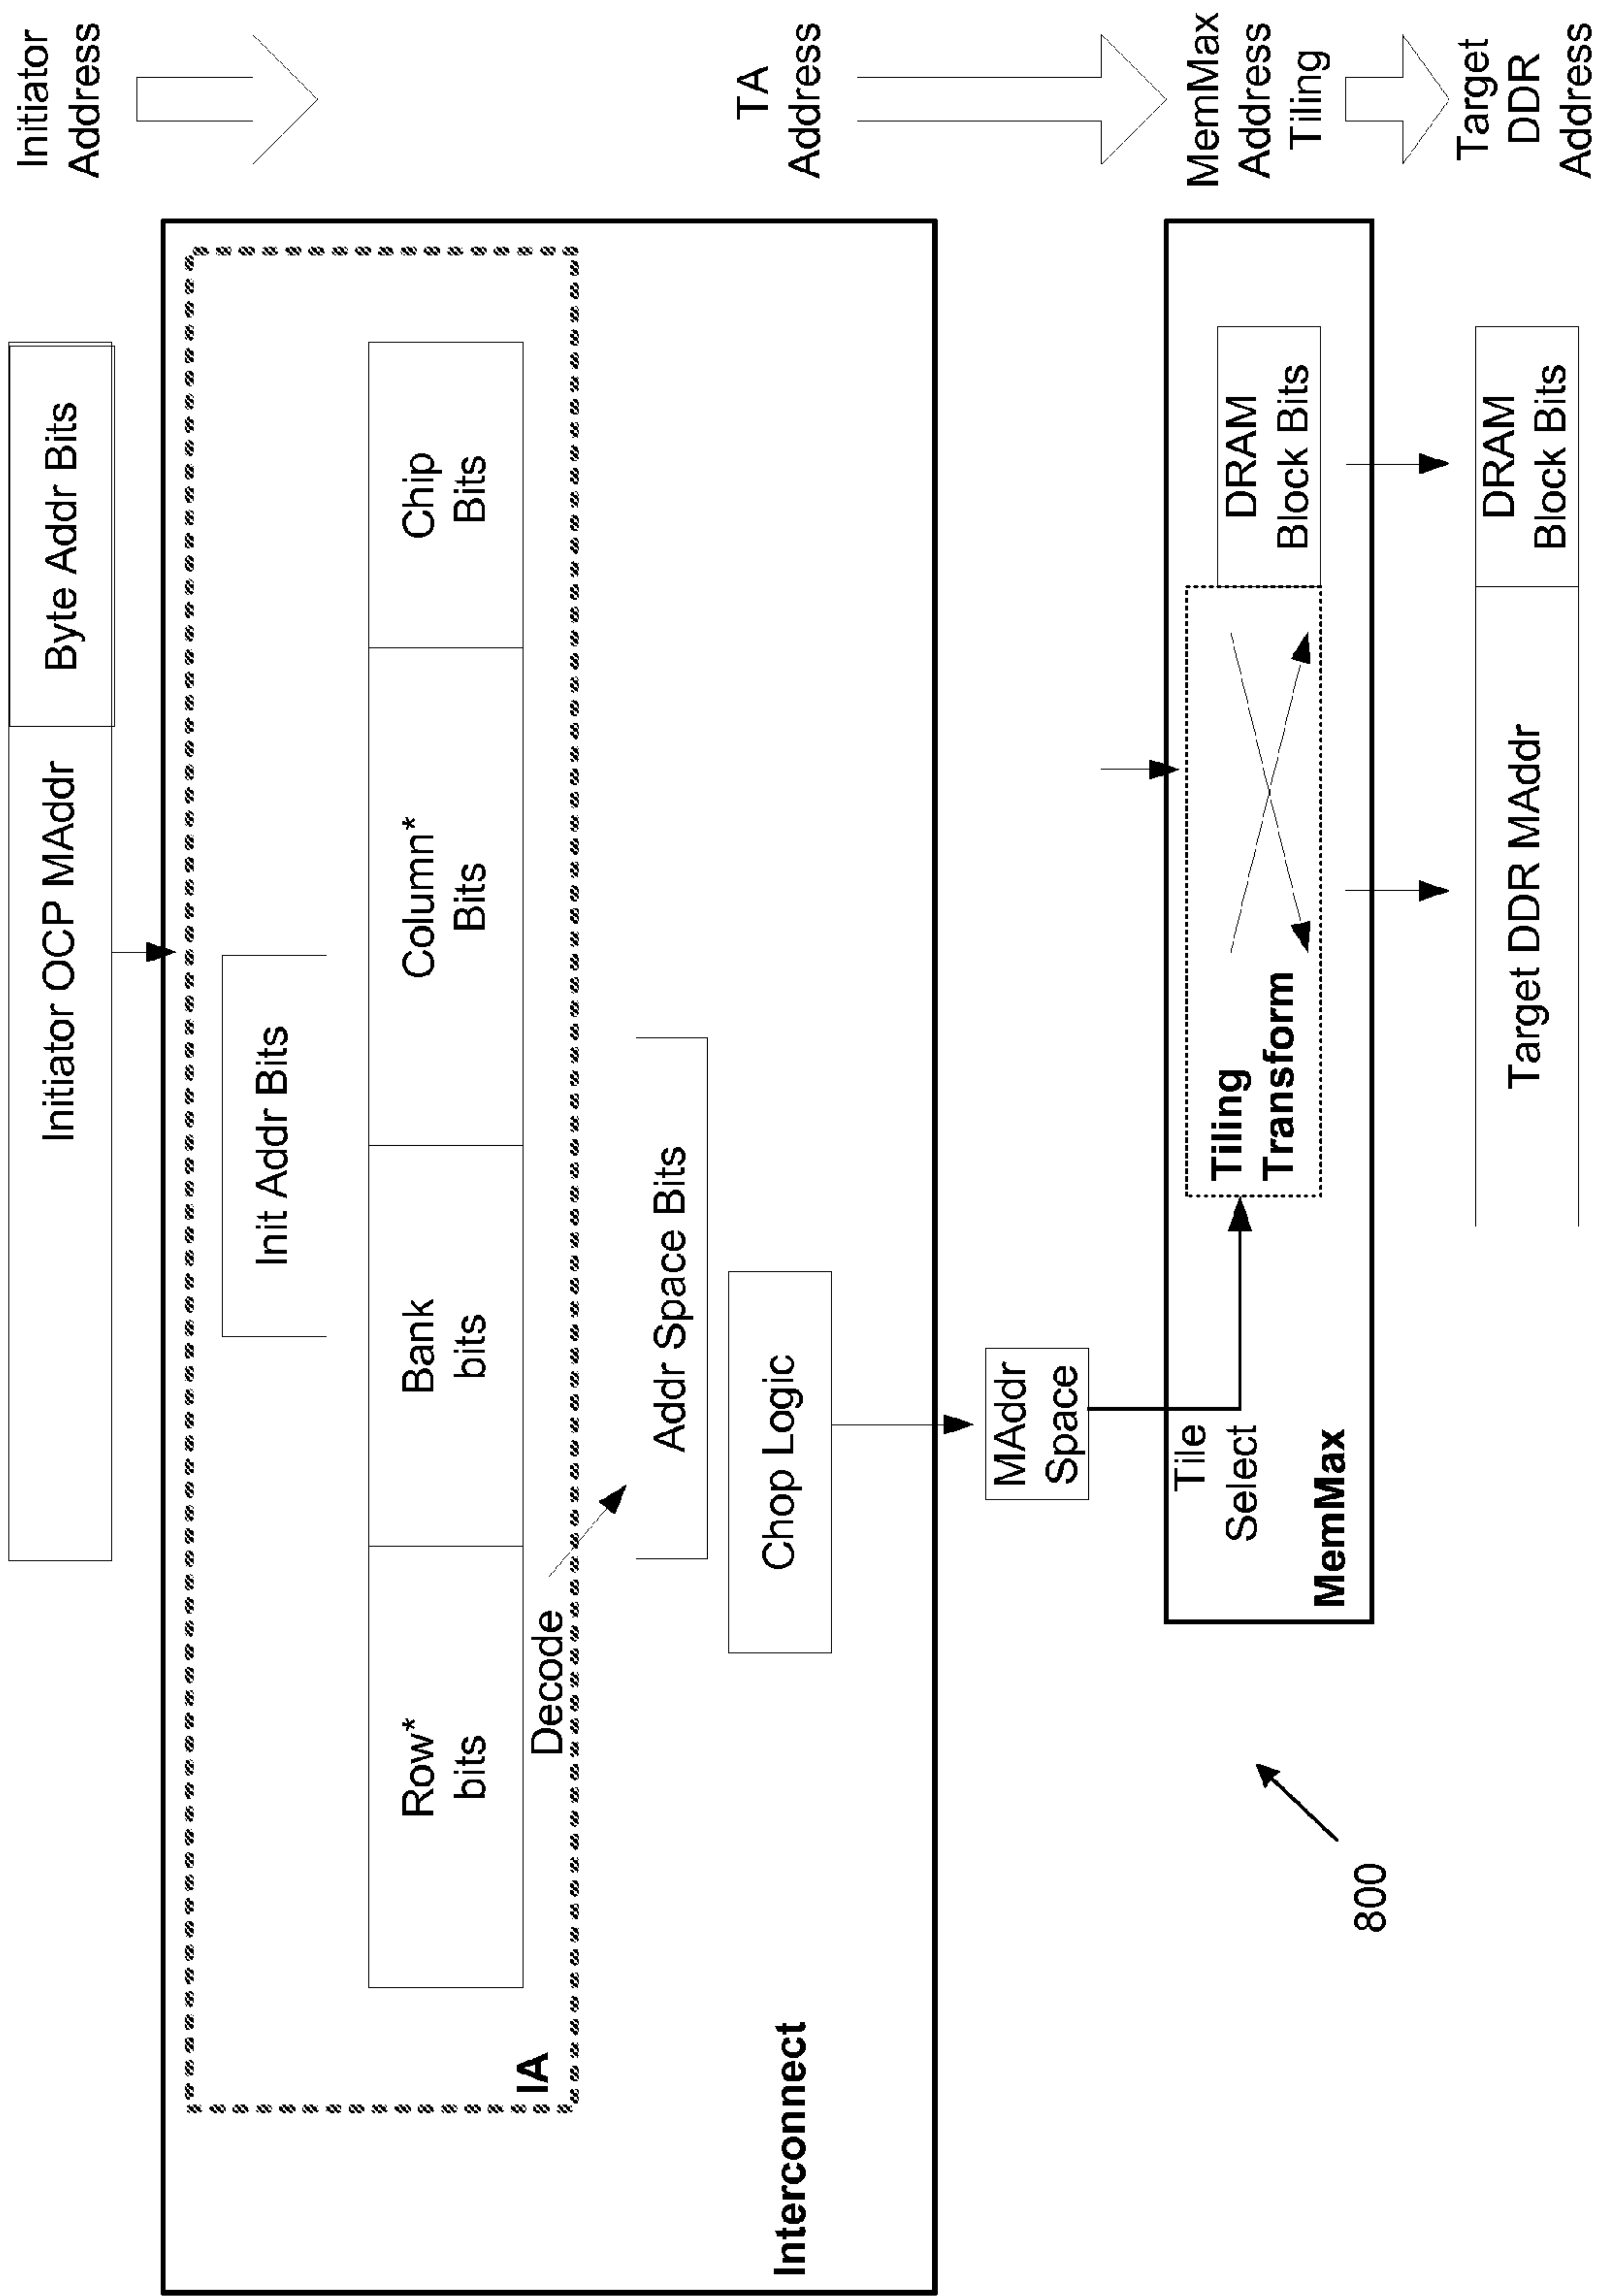 Initiator OCP MAddr
Byte Addr Bits
Initiator
Address
Init Addr Bits
Row*
bits
Bank
bits
Column*
Bits
Chip
Bits
IA
Decode
Addr Space Bits
Chop Logic
Interconnect
TA
Address
MAddr
Space
Tile
Select
Tiling
Transform
DRAM
Block Bits
MemMax
MemMax
Address
Tiling
Target DDR MAddr
DRAM
Block Bits
Target
DDR
Address
800